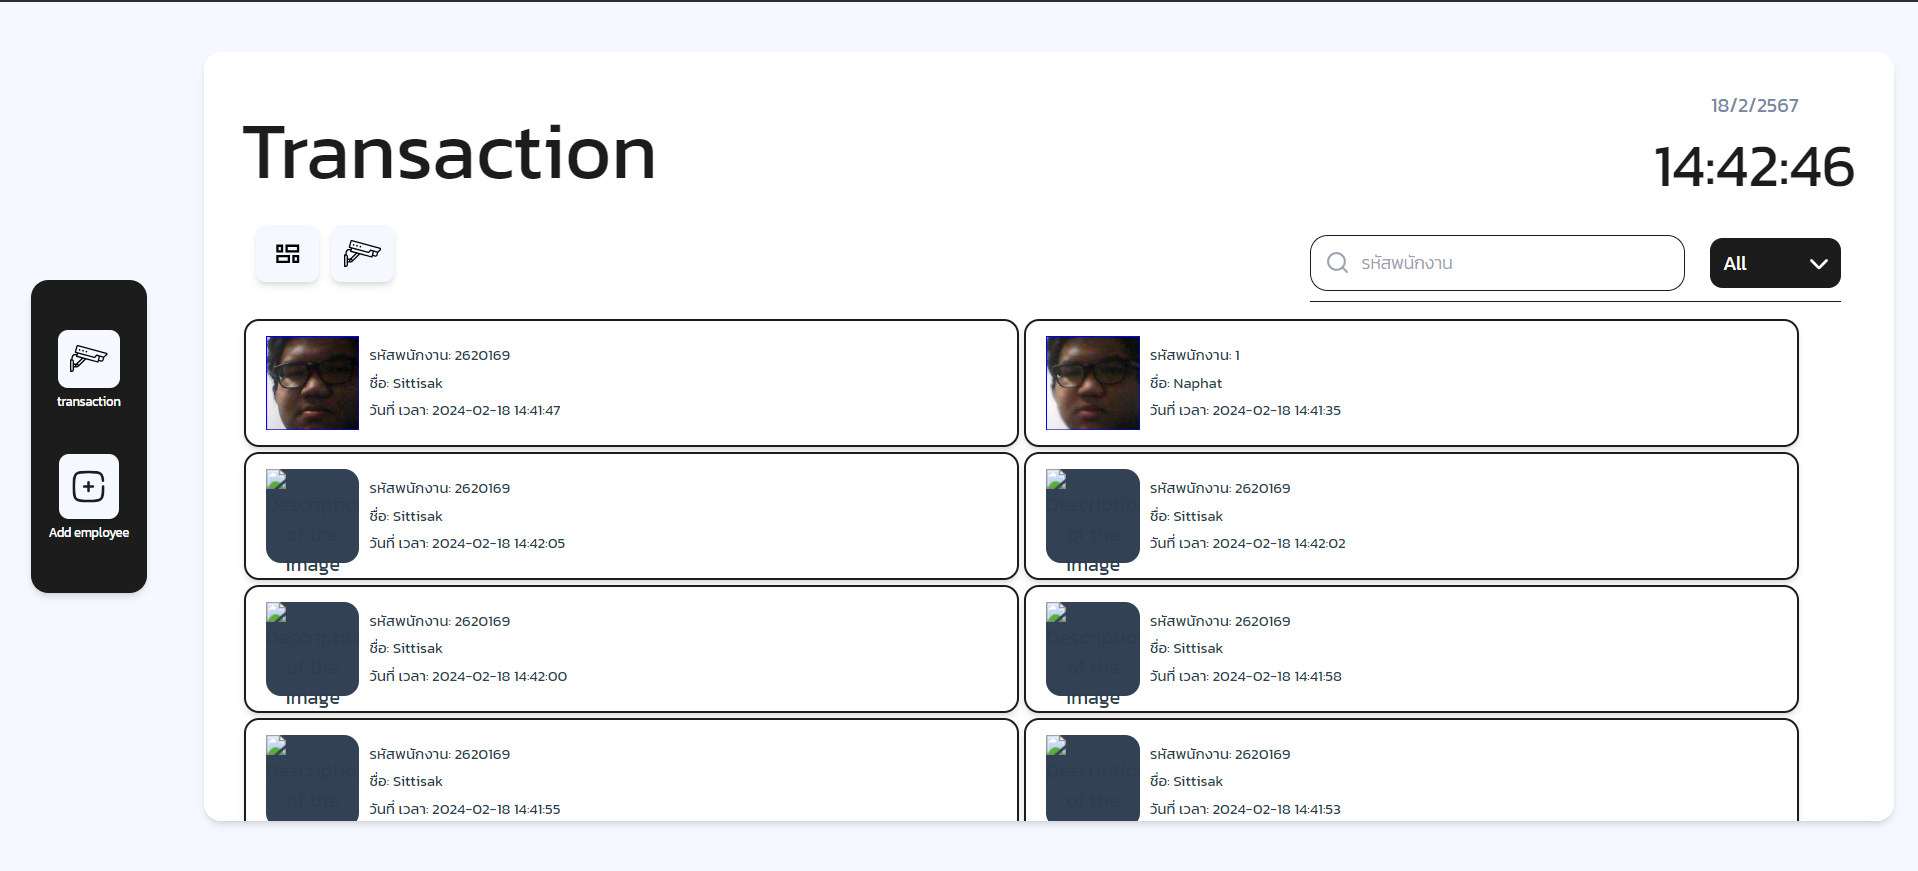 18/2/2567
Transaction
14:42:46
รหัสพนักงาน
All
transaction
Add employee
รหัสพนักงาน: 2620169
ชื่อ: Sittisak
วันที่ เวลา: 2024-02-18 14:41:47
รหัสพนักงาน: 1
ชื่อ: Naphat
วันที่ เวลา: 2024-02-18 14:41:35
Description
of the
image
รหัสพนักงาน: 2620169
ชื่อ: Sittisak
วันที่ เวลา: 2024-02-18 14:42:05
Description
of the
image
รหัสพนักงาน: 2620169
ชื่อ: Sittisak
วันที่ เวลา: 2024-02-18 14:42:02
Description
of the
image
รหัสพนักงาน: 2620169
ชื่อ: Sittisak
วันที่ เวลา: 2024-02-18 14:42:00
Description
of the
image
รหัสพนักงาน: 2620169
ชื่อ: Sittisak
วันที่ เวลา: 2024-02-18 14:41:58
Description
of the
รหัสพนักงาน: 2620169
ชื่อ: Sittisak
วันที่ เวลา: 2024-02-18 14:41:55
Description
of the
รหัสพนักงาน: 2620169
ชื่อ: Sittisak
วันที่ เวลา: 2024-02-18 14:41:53